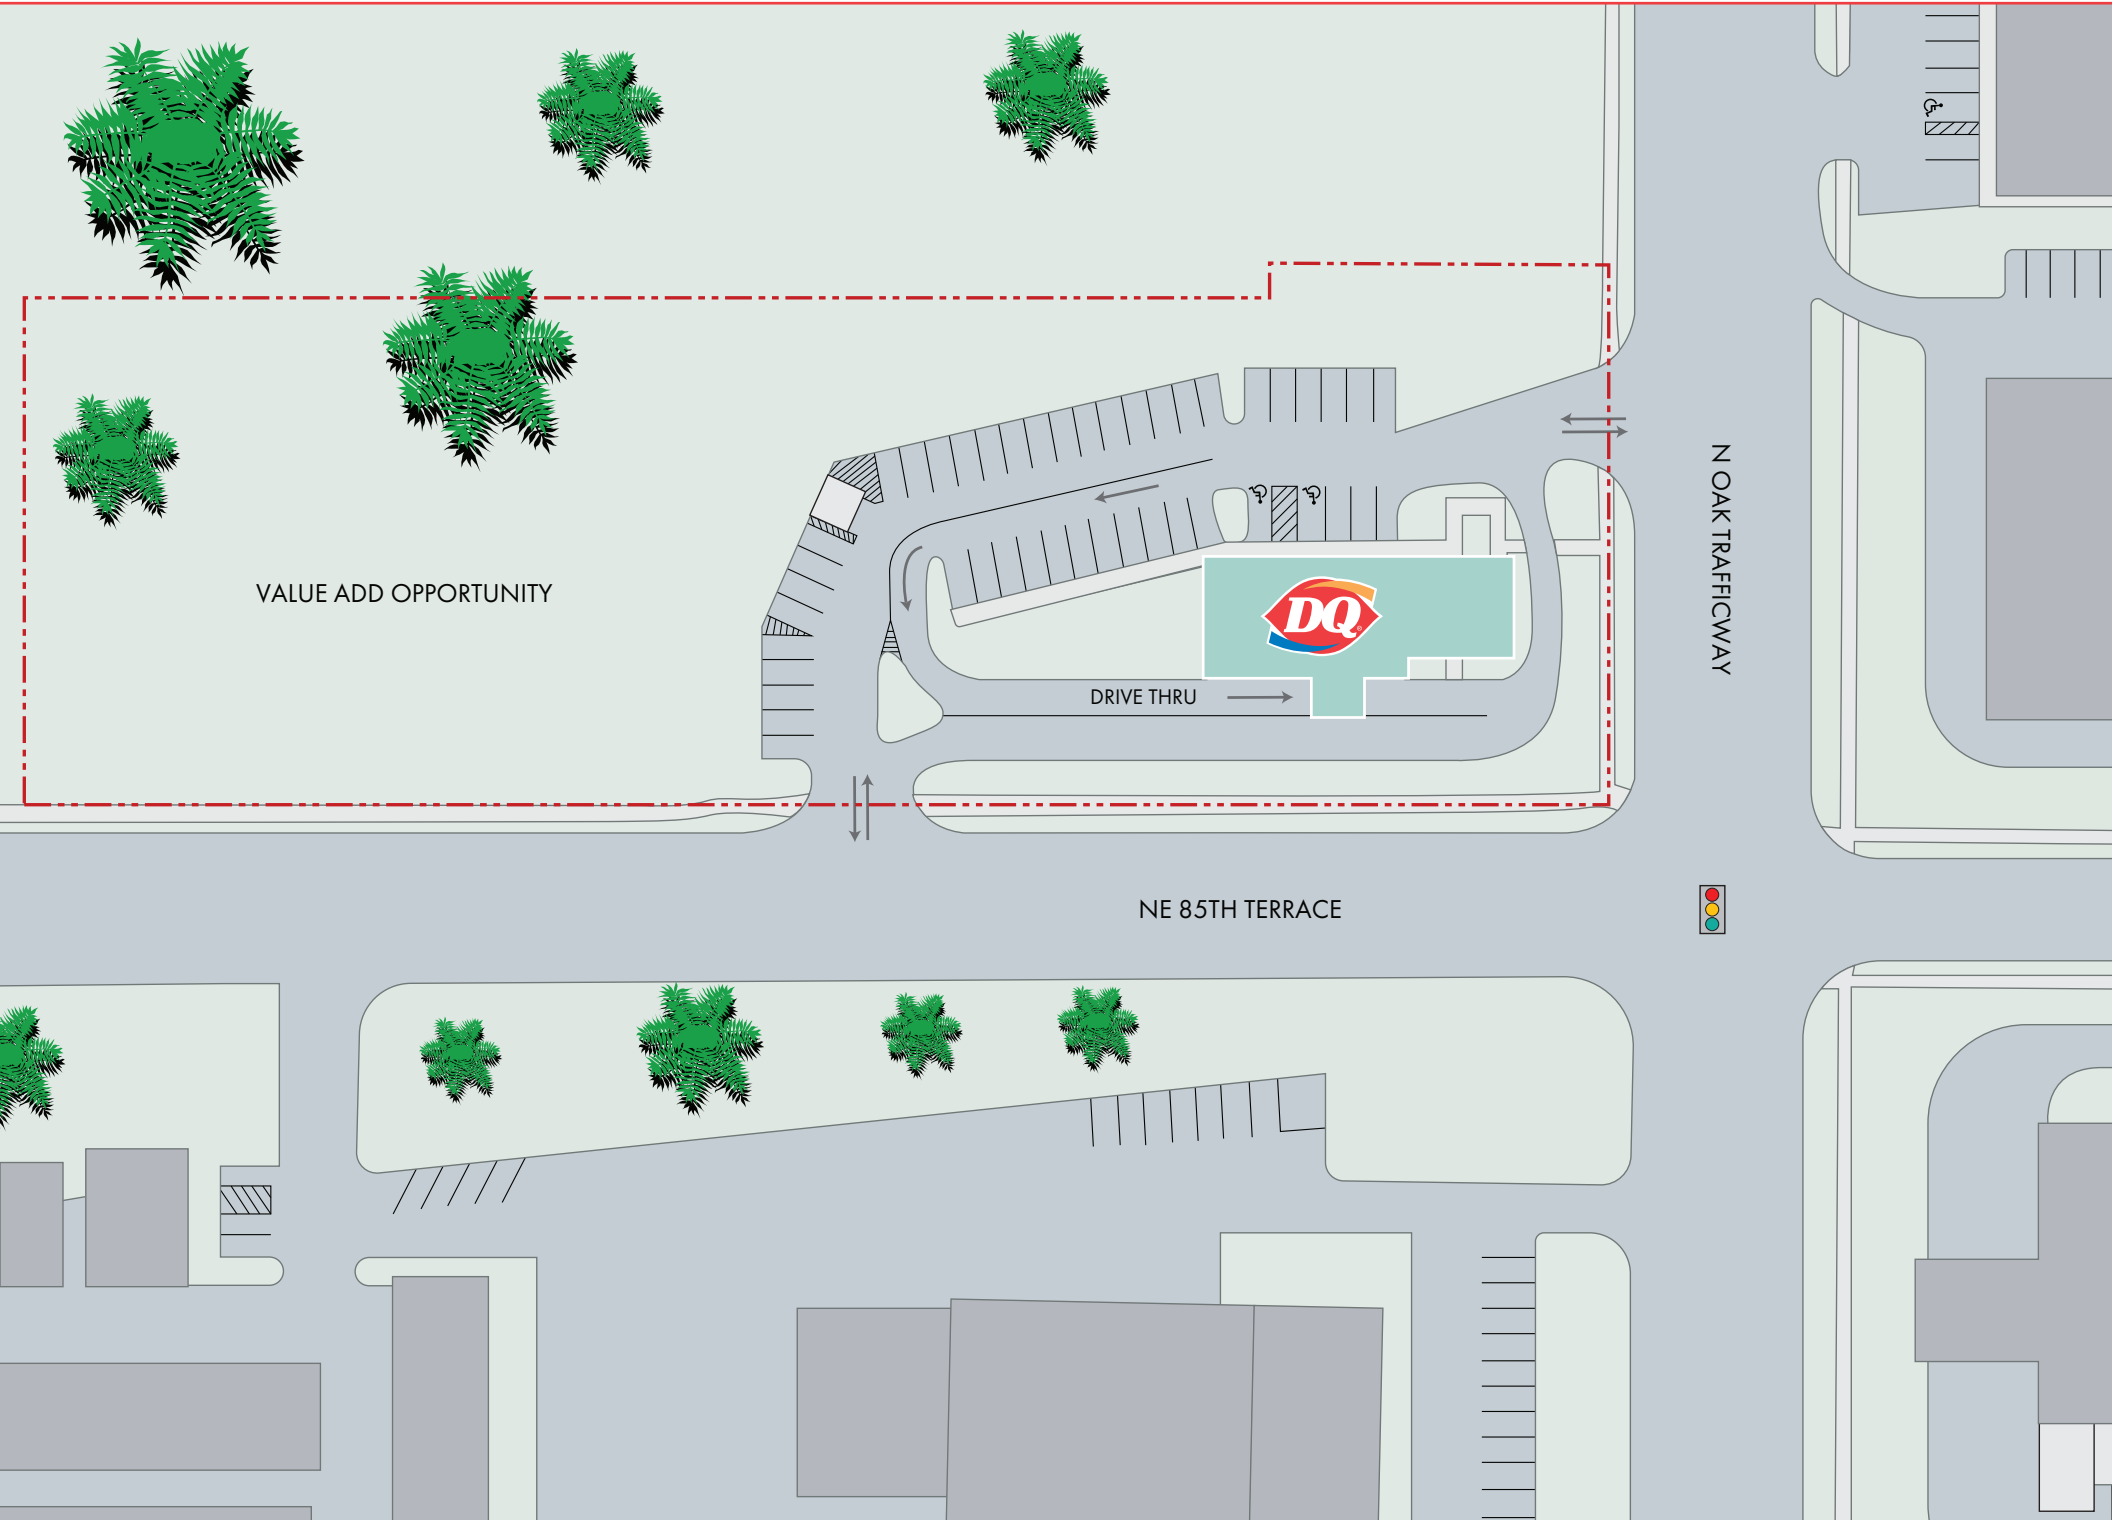 N OAK TRAFFICWAY
VALUE ADD OPPORTUNITY
DQ®
DRIVE THRU
NE 85TH TERRACE